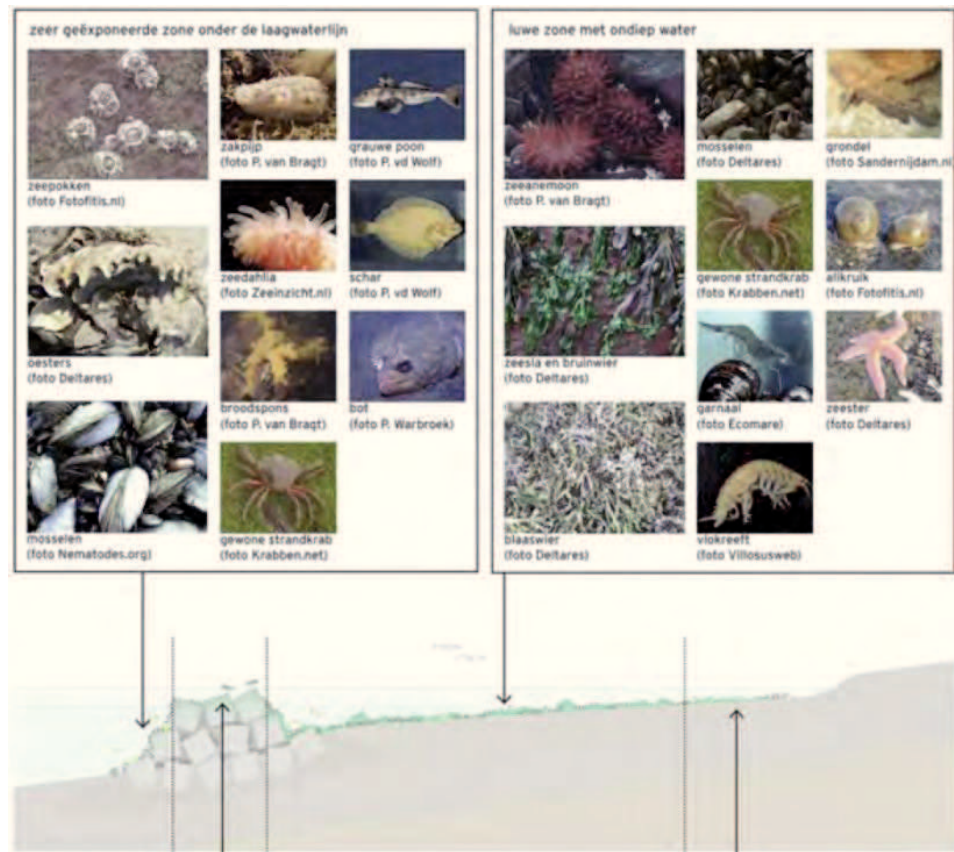 zeer geëxponeerde zone onder de laagwaterlijn
zeepokken
(foto Fotofitis.nl)
zakpijp
(foto P. van Bragt)
grauwe poon
(foto P. vd Wolf)
oesters
(foto Deltares)
zeedahlia
(foto Zeeinzicht.nl)
schar
(foto P. vd Wolf)
broodspons
(foto P. van Bragt)
bot
(foto P. Warbroek)
mosselen
(foto Nematodes.org)
gewone strandkrab
(foto Krabben.net)
luwe zone met ondiep water
zeeanemoon
(foto P. van Bragt)
mosselen
(foto Deltares)
grondel
(foto Sandernijdam.nl
zeesla en bruinwier
(foto Deltares)
gewone strandkrab
(foto Krabben.net)
alikruik
(foto Fotofitis.nl)
garnaal
(foto Ecomare)
zeester
(foto Deltares)
blaaswier
(foto Deltares)
vlokreeft
(foto Villosusweb)